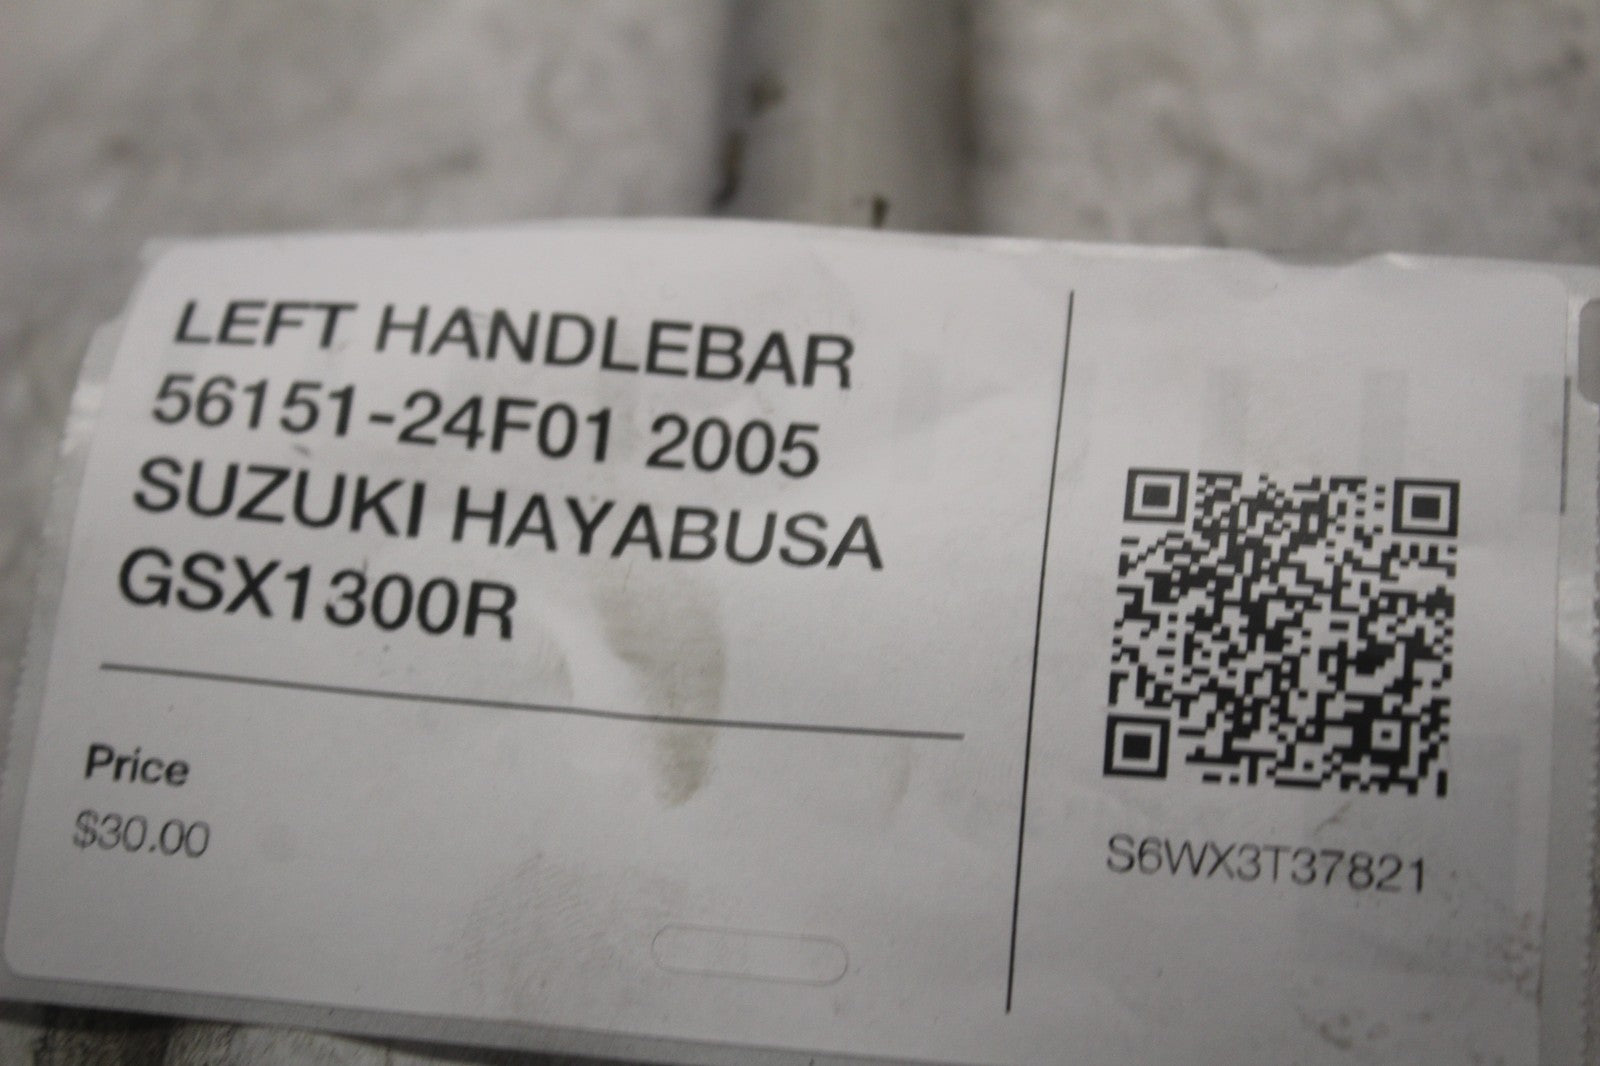 LEFT HANDLEBAR
56151-24F01 2005
SUZUKI HAYABUSA
GSX1300R
Price
$30.00
S6WX3T37821